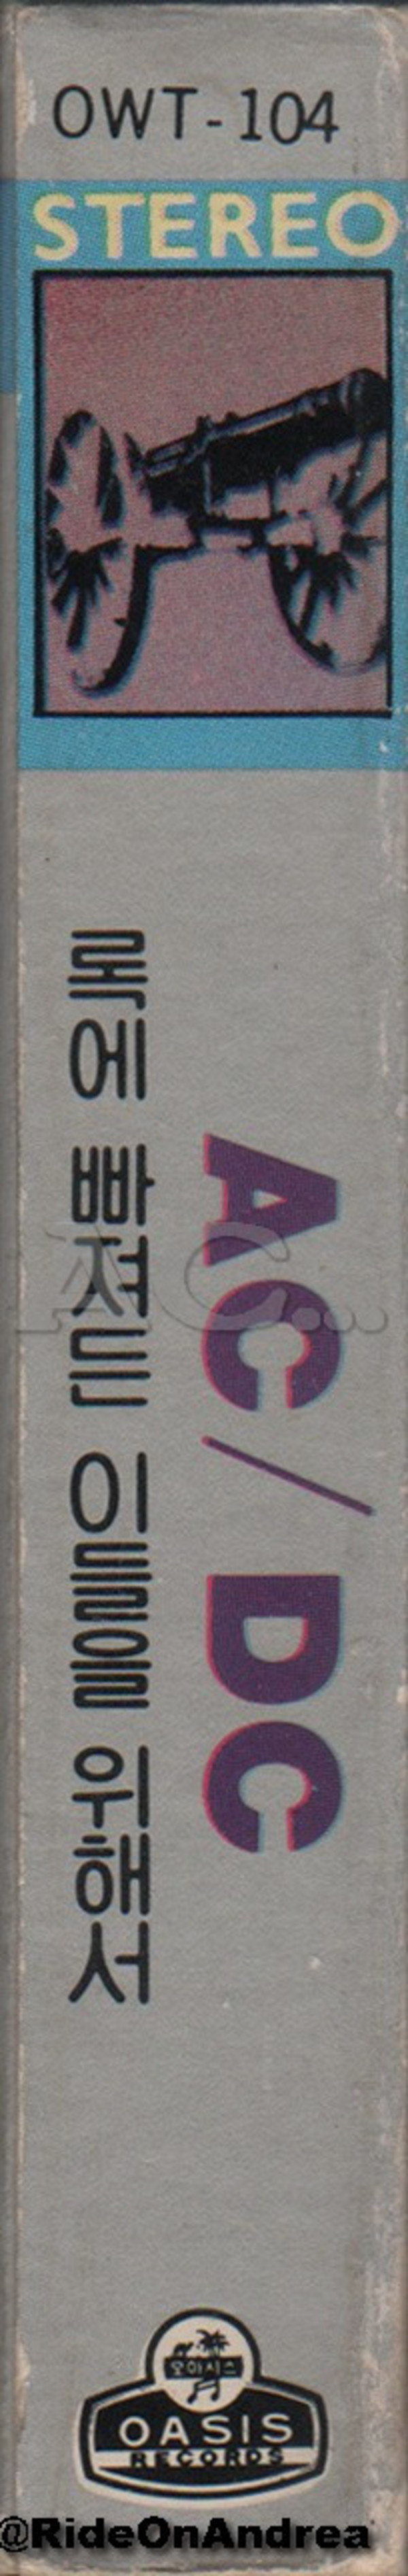 OWT-104
STEREO
AC/DC
록에 빠져든 이들을 위해서
AC...
오아시스
OASIS
RECORDS
@RideOnAndrea